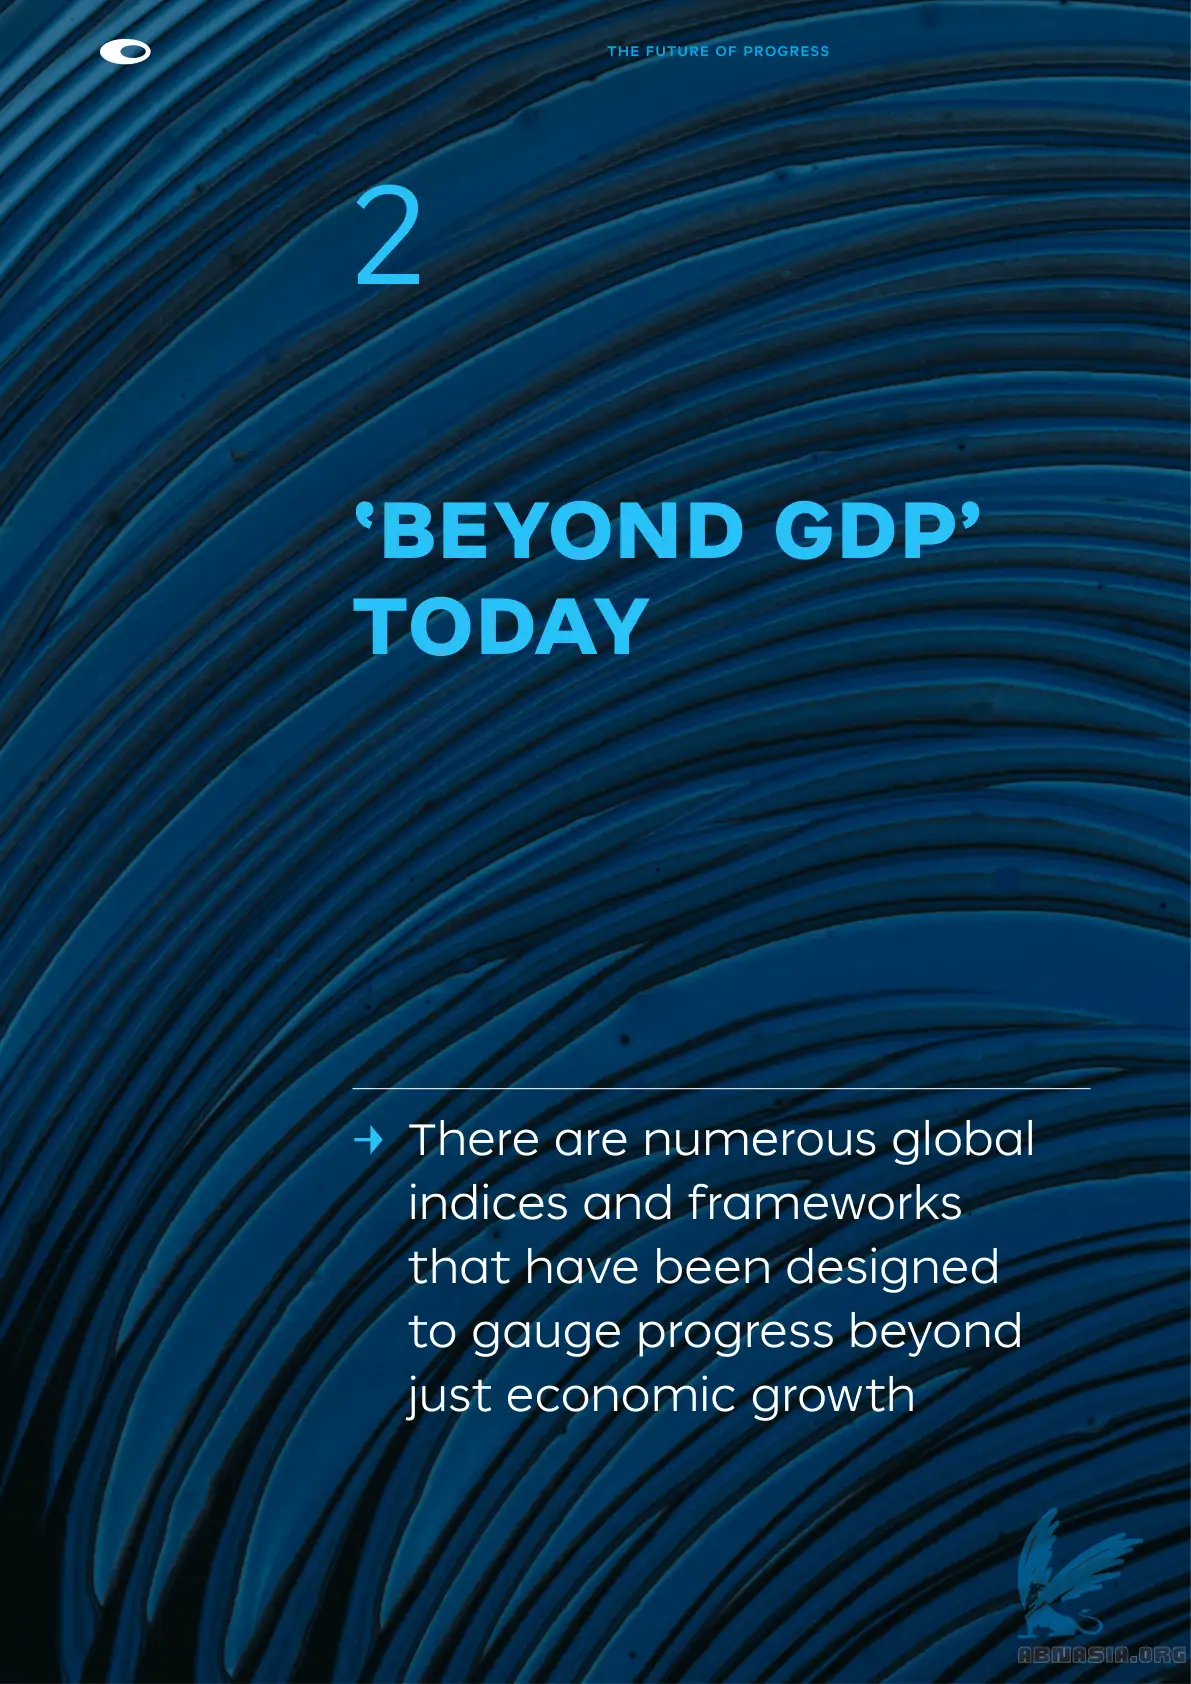 THE FUTURE OF PROGRESS
2
‘BEYOND GDP’
TODAY
There are numerous global
indices and frameworks
that have been designed
to gauge progress beyond
just economic growth
ABNASIA.ORG